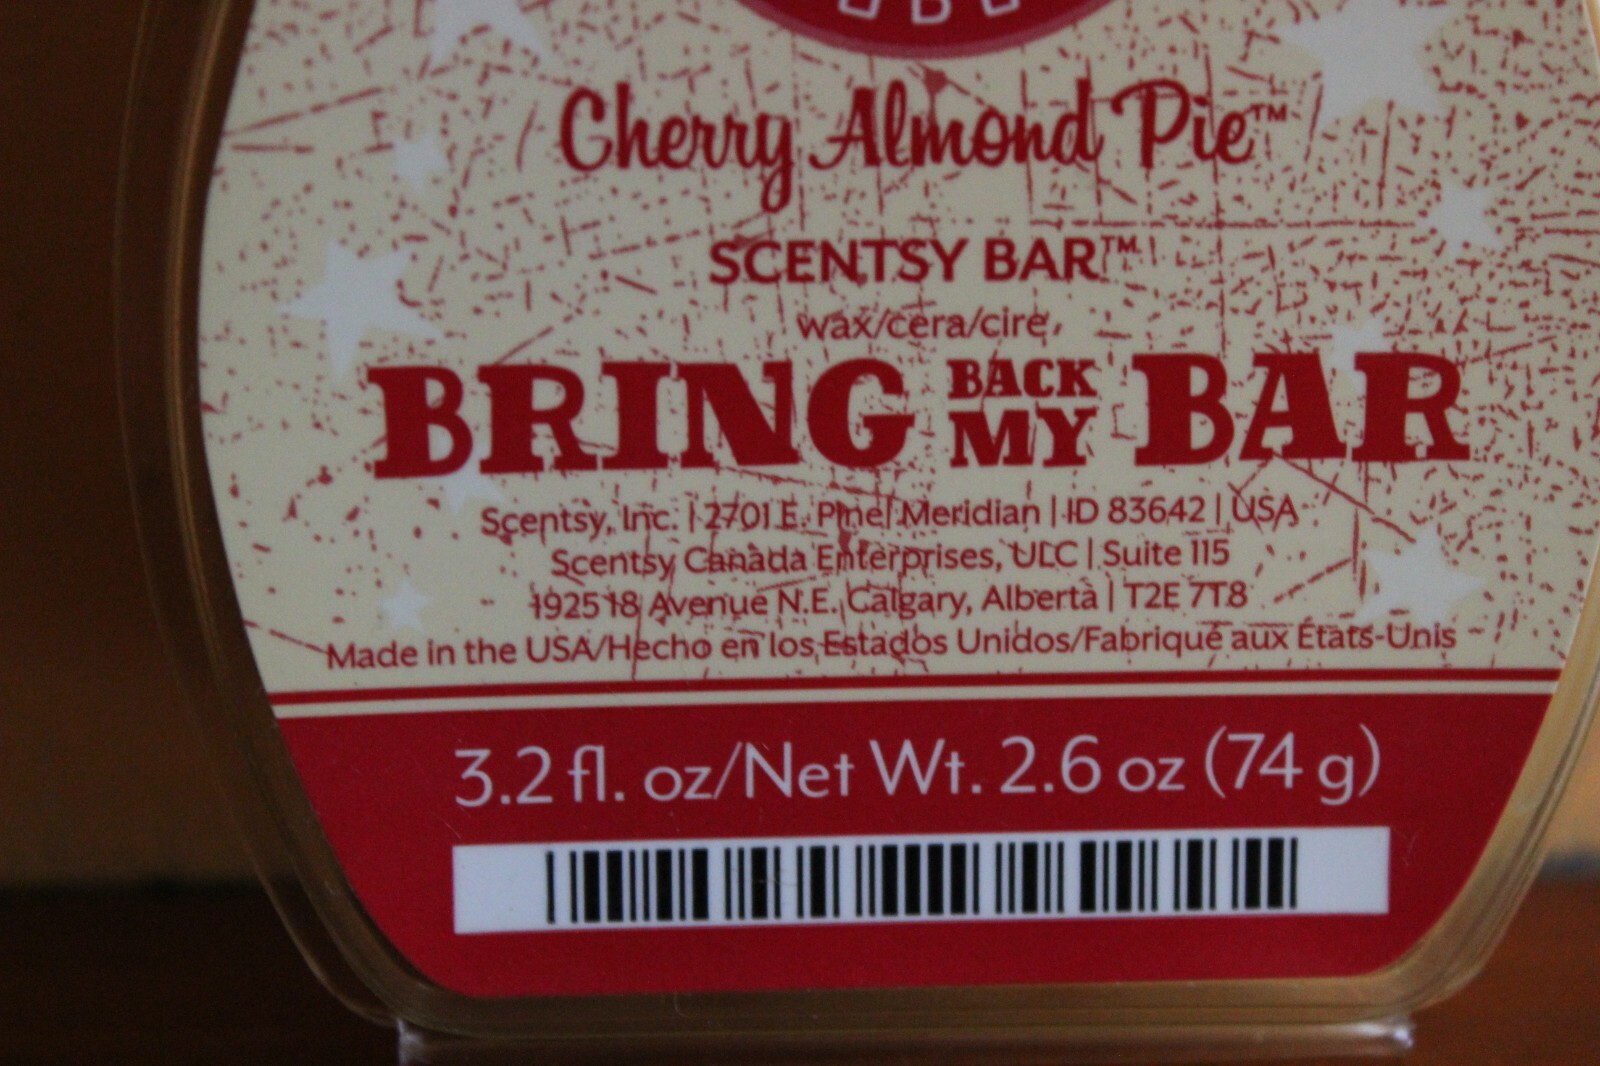 Cherry Almond Pie™
SCENTSY BAR™
wax/cera/cire
BRING BACK MY BAR
Scentsy, Inc. | 2701 E. Pine | Meridian | ID 83642 | USA
Scentsy Canada Enterprises, ULC | Suite 115
1925 18 Avenue N.E. Calgary, Alberta | T2E 7T8
Made in the USA/Hecho en los Estados Unidos/Fabriqué aux États-Unis
3.2 fl. oz/Net Wt. 2.6 oz (74 g)